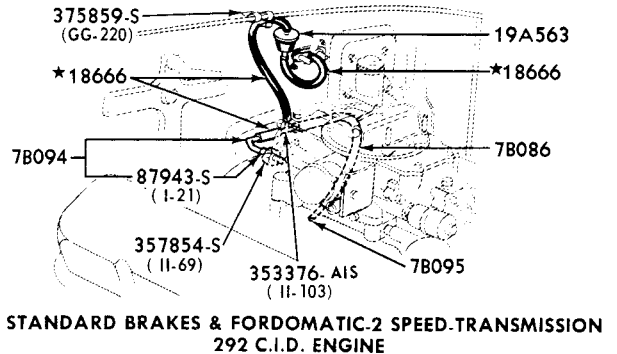 375859-S
(GG-220)
19A563
★18666
★18666
7B094
7B086
87943-S
(I-21)
357854-S
(II-69)
353376-AIS
(II-103)
7B095
STANDARD BRAKES & FORDOMATIC-2 SPEED-TRANSMISSION
292 C.I.D. ENGINE